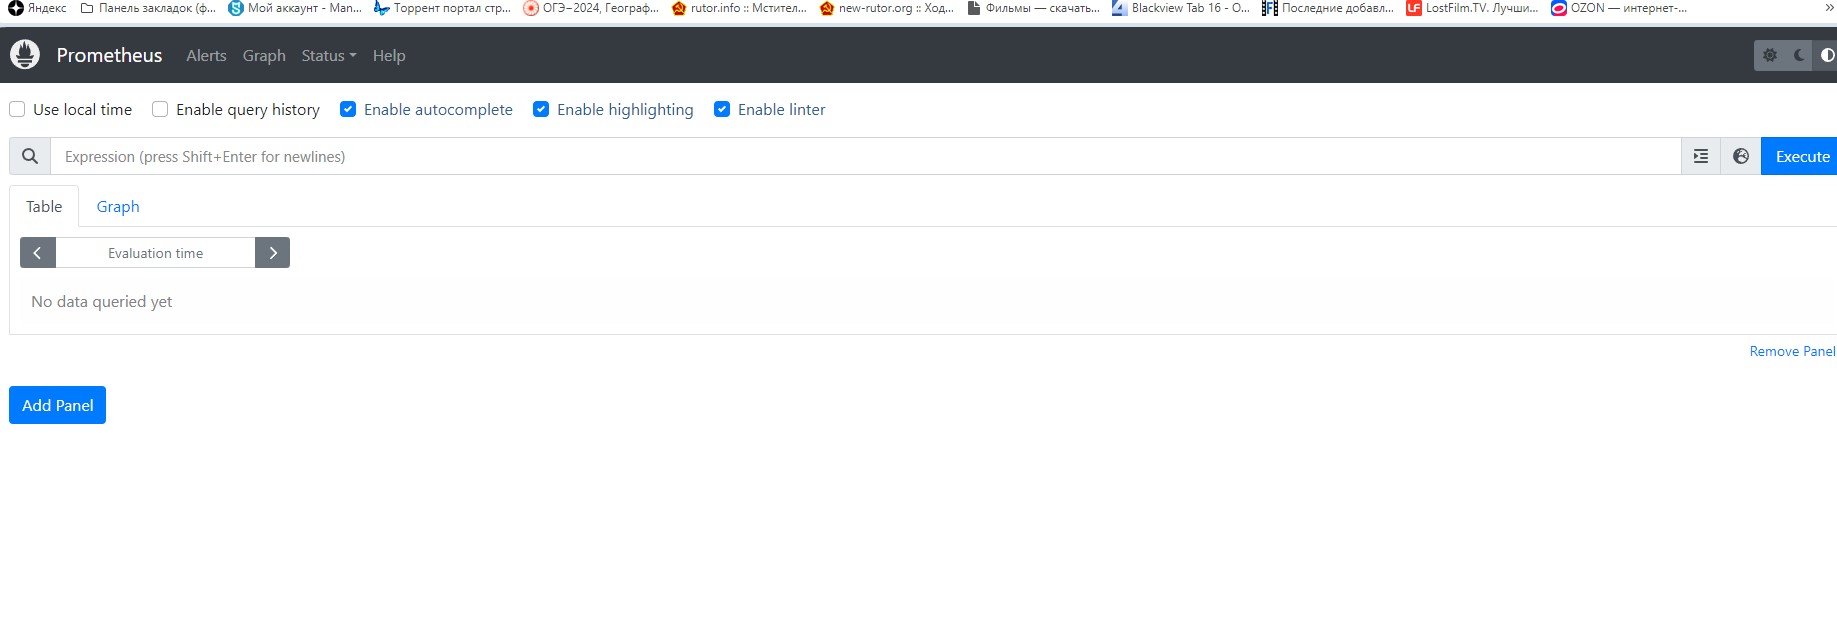 Яндекс Панель закладок (ф... Мой аккаунт - Man... Торрент портал стр... ОГЭ–2024, Географ... rutor.info :: Мстител... new-rutor.org :: Ход... Фильмы — скачать... Blackview Tab 16 - О... Последние добавл... LostFilm.TV. Лучши... OZON — интернет-... »
Prometheus Alerts Graph Status Help
Use local time Enable query history Enable autocomplete Enable highlighting Enable linter
Expression (press Shift+Enter for newlines) Execute
Table Graph
Evaluation time
No data queried yet
Remove Panel
Add Panel